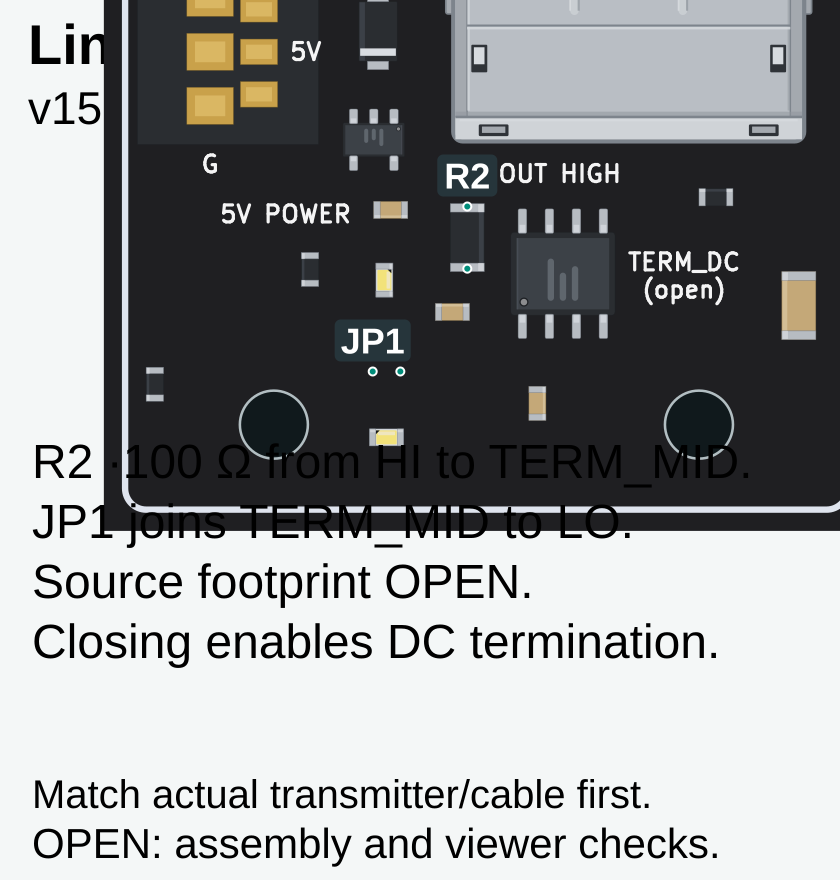 Lin
v15
5V
G
R2 OUT HIGH
5V POWER
TERM_DC
(open)
JP1
R2 · 100 Ω from HI to TERM_MID.
JP1 joins TERM_MID to LO.
Source footprint OPEN.
Closing enables DC termination.
Match actual transmitter/cable first.
OPEN: assembly and viewer checks.